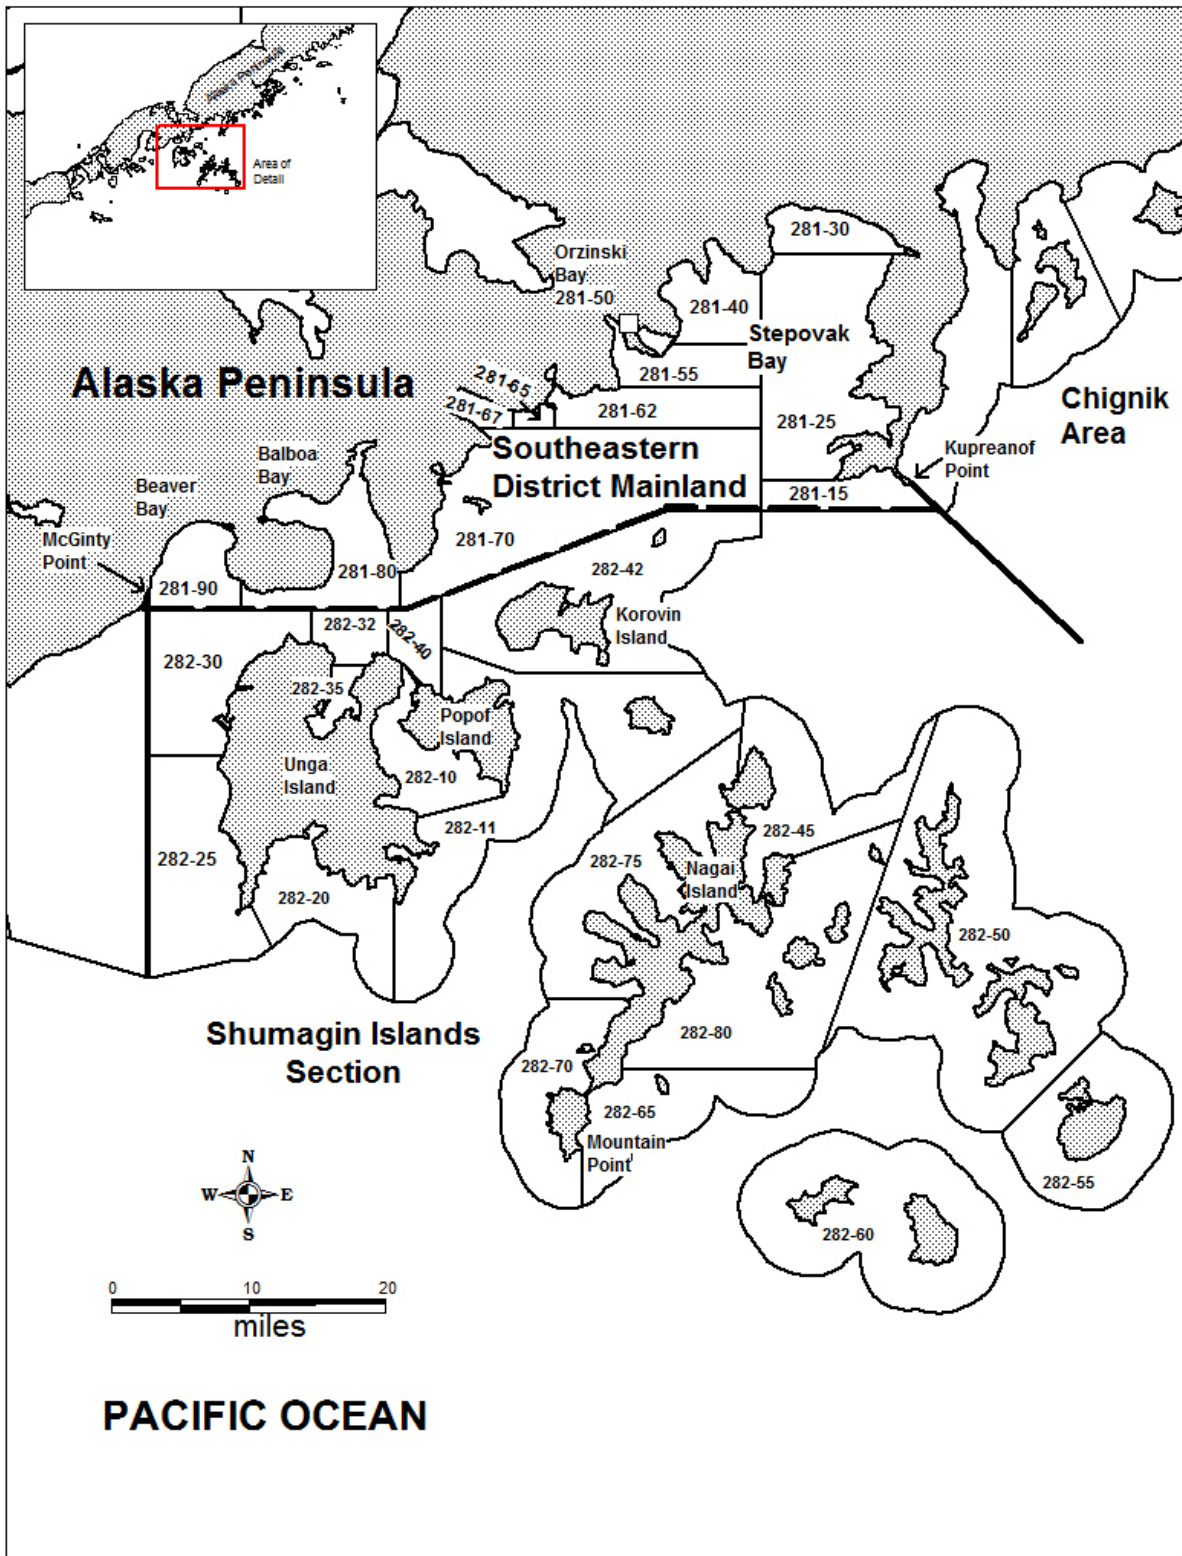 Alaska Peninsula
Area of
Detail
281-30
Orzinski
Bay
281-50
281-40
Stepovak
Bay
281-55
Alaska Peninsula
281-65
281-67
281-62
281-25
Chignik
Area
Kupreanof
Point
Southeastern
District Mainland
281-15
Balboa
Bay
Beaver
Bay
McGinty
Point
281-70
281-80
281-90
282-42
Korovin
Island
282-32
282-40
282-30
282-35
Popof
Island
Unga
Island
282-10
282-11
282-45
282-25
282-75
Nagai
Island
282-20
282-50
Shumagin Islands
Section
282-80
282-70
282-65
Mountain
Point
282-55
282-60
N
W
E
S
0
10
20
miles
PACIFIC OCEAN